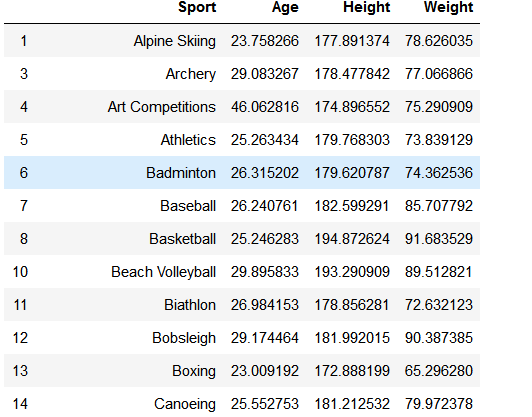 Sport Age Height Weight
1 Alpine Skiing 23.758266 177.891374 78.626035
3 Archery 29.083267 178.477842 77.066866
4 Art Competitions 46.062816 174.896552 75.290909
5 Athletics 25.263434 179.768303 73.839129
6 Badminton 26.315202 179.620787 74.362536
7 Baseball 26.240761 182.599291 85.707792
8 Basketball 25.246283 194.872624 91.683529
10 Beach Volleyball 29.895833 193.290909 89.512821
11 Biathlon 26.984153 178.856281 72.632123
12 Bobsleigh 29.174464 181.992015 90.387385
13 Boxing 23.009192 172.888199 65.296280
14 Canoeing 25.552753 181.212532 79.972378